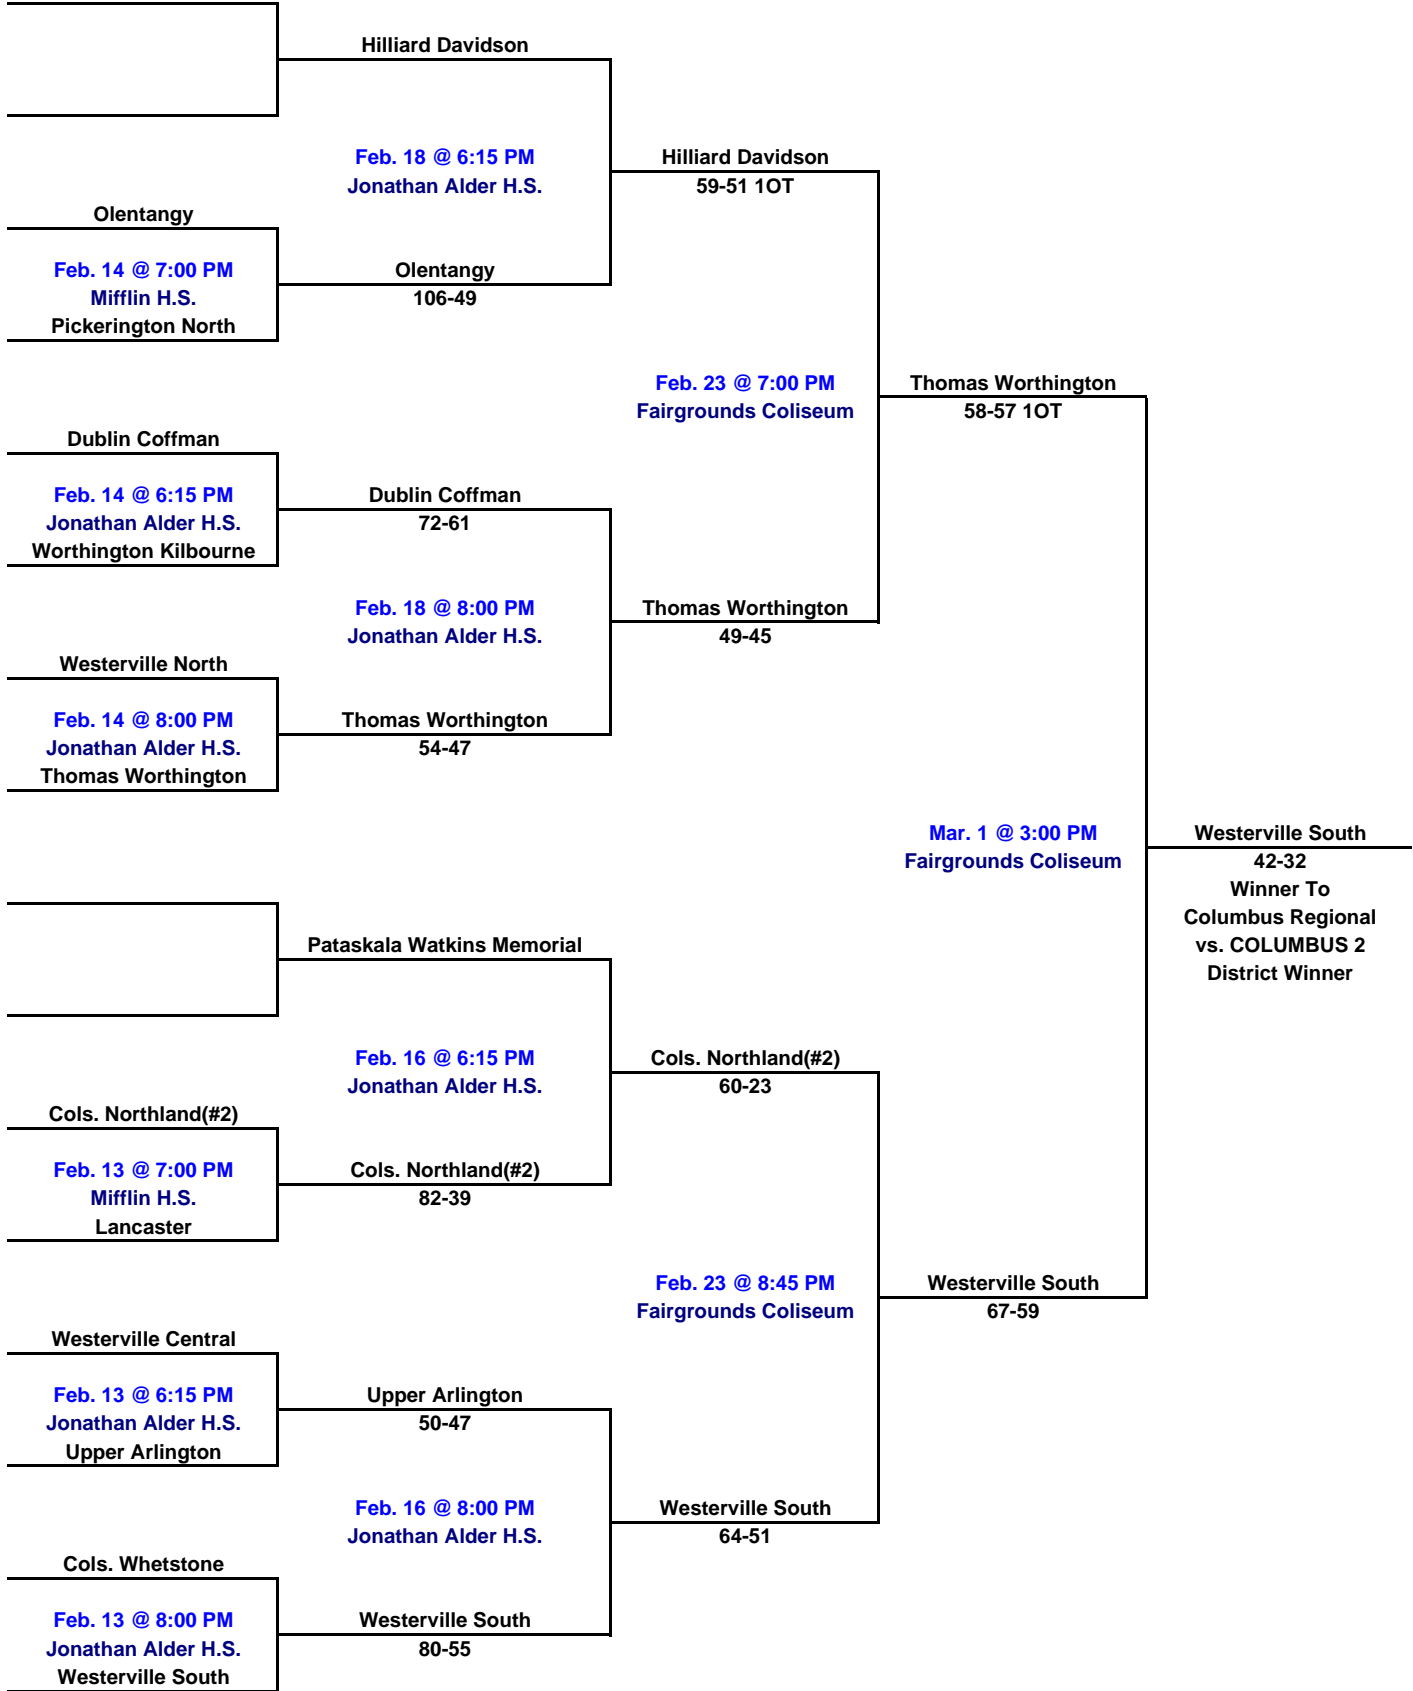 Hilliard Davidson
Feb. 18 @ 6:15 PM
Jonathan Alder H.S.
Hilliard Davidson
59-51 1OT
Olentangy
Feb. 14 @ 7:00 PM
Mifflin H.S.
Pickerington North
Olentangy
106-49
Feb. 23 @ 7:00 PM
Fairgrounds Coliseum
Thomas Worthington
58-57 1OT
Dublin Coffman
Feb. 14 @ 6:15 PM
Jonathan Alder H.S.
Worthington Kilbourne
Dublin Coffman
72-61
Feb. 18 @ 8:00 PM
Jonathan Alder H.S.
Thomas Worthington
49-45
Westerville North
Feb. 14 @ 8:00 PM
Jonathan Alder H.S.
Thomas Worthington
Thomas Worthington
54-47
Mar. 1 @ 3:00 PM
Fairgrounds Coliseum
Westerville South
42-32
Winner To
Columbus Regional
vs. COLUMBUS 2
District Winner
Pataskala Watkins Memorial
Feb. 16 @ 6:15 PM
Jonathan Alder H.S.
Cols. Northland(#2)
60-23
Cols. Northland(#2)
Feb. 13 @ 7:00 PM
Mifflin H.S.
Lancaster
Cols. Northland(#2)
82-39
Feb. 23 @ 8:45 PM
Fairgrounds Coliseum
Westerville South
67-59
Westerville Central
Feb. 13 @ 6:15 PM
Jonathan Alder H.S.
Upper Arlington
Upper Arlington
50-47
Feb. 16 @ 8:00 PM
Jonathan Alder H.S.
Westerville South
64-51
Cols. Whetstone
Feb. 13 @ 8:00 PM
Jonathan Alder H.S.
Westerville South
Westerville South
80-55